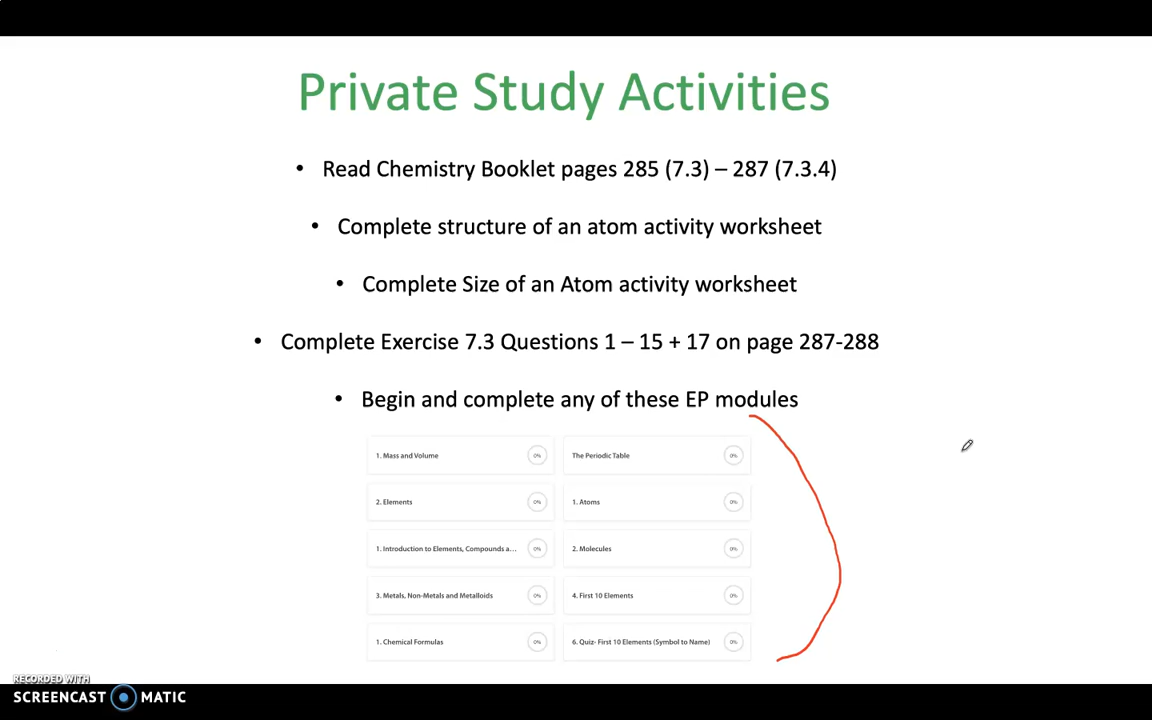 Private Study Activities
• Read Chemistry Booklet pages 285 (7.3) – 287 (7.3.4)
• Complete structure of an atom activity worksheet
• Complete Size of an Atom activity worksheet
• Complete Exercise 7.3 Questions 1 – 15 + 17 on page 287-288
• Begin and complete any of these EP modules
1. Mass and Volume 0% The Periodic Table 0%
2. Elements 0% 1. Atoms 0%
1. Introduction to Elements, Compounds a... 0% 2. Molecules 0%
3. Metals, Non-Metals and Metalloids 0% 4. First 10 Elements 0%
1. Chemical Formulas 0% 6. Quiz- First 10 Elements (Symbol to Name) 0%
RECORDED WITH
SCREENCAST MATIC